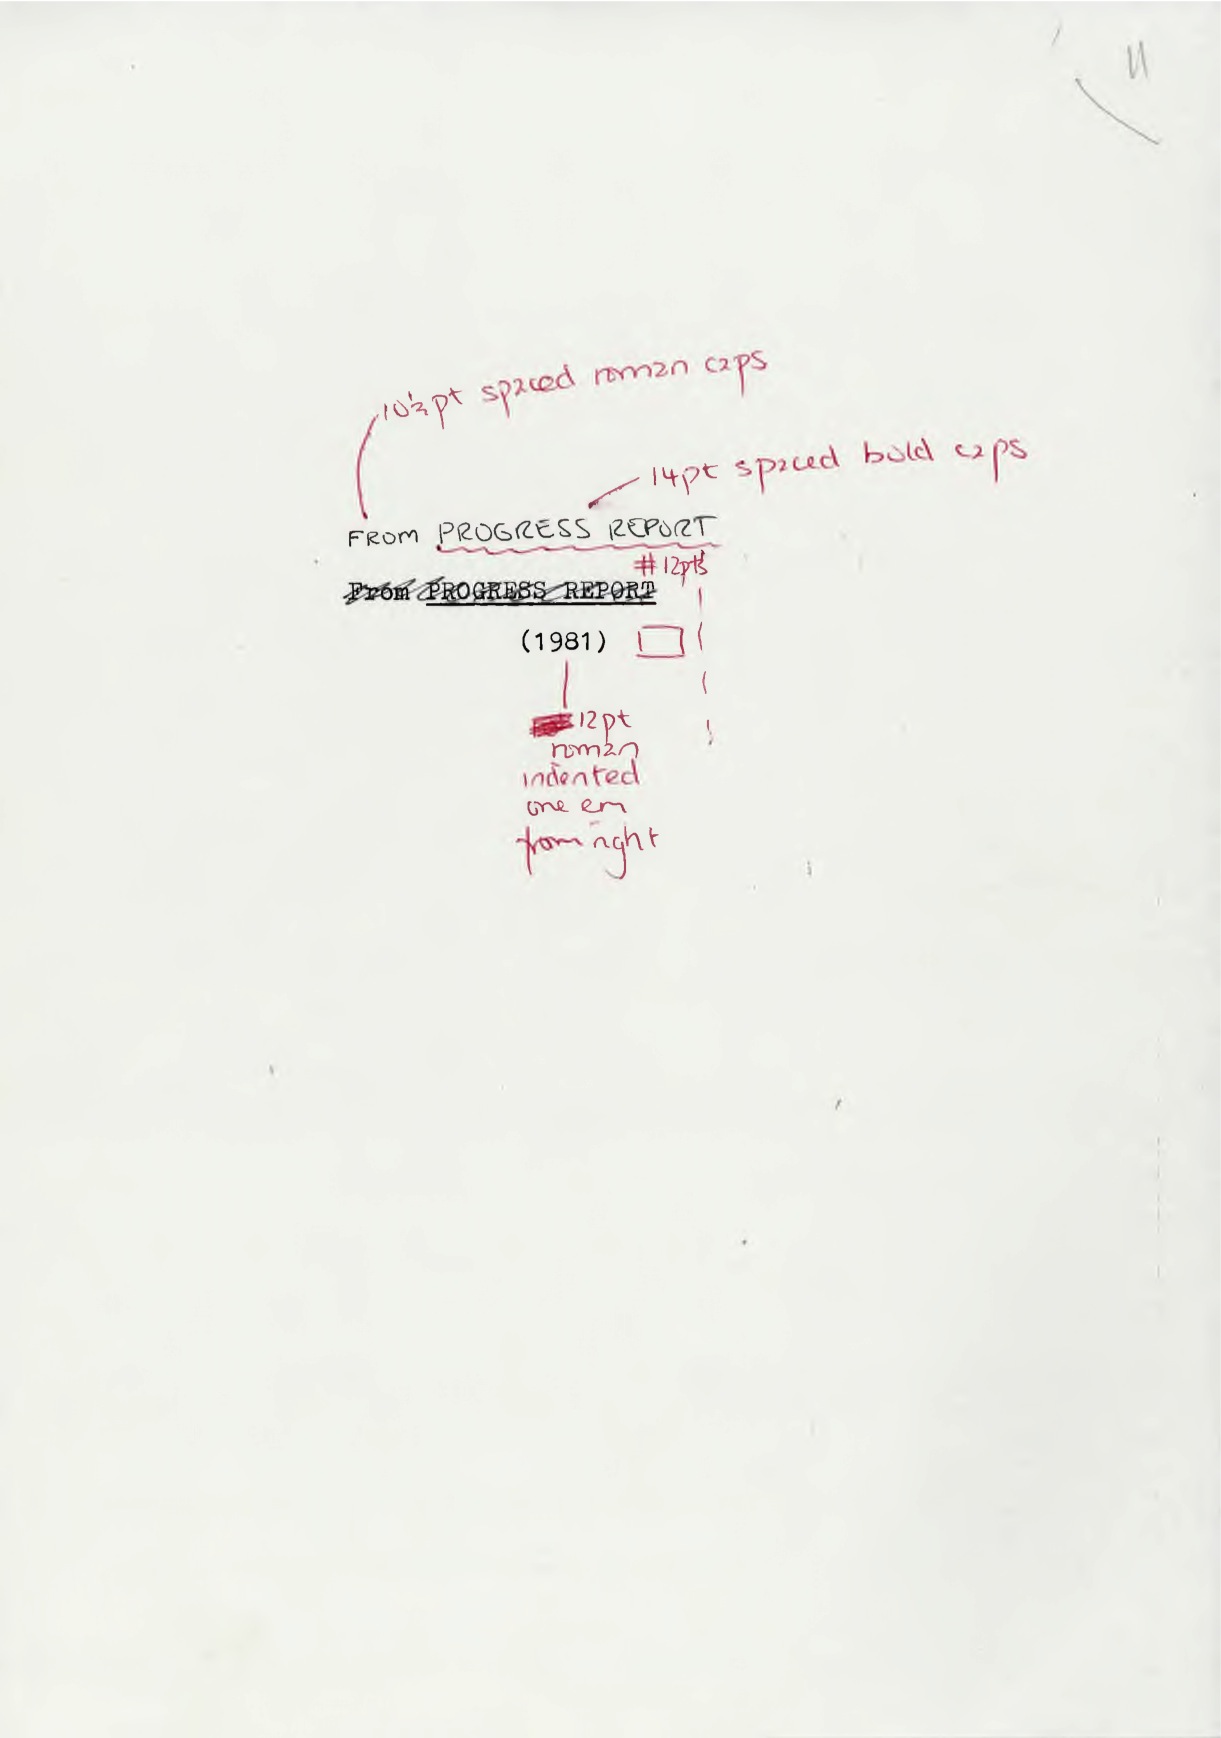 11
10½pt spaced roman caps
14pt spaced bold caps
FROM PROGRESS REPORT
# 12pts
From PROGRESS REPORT
(1981)
12pt
roman
indented
one em
from right